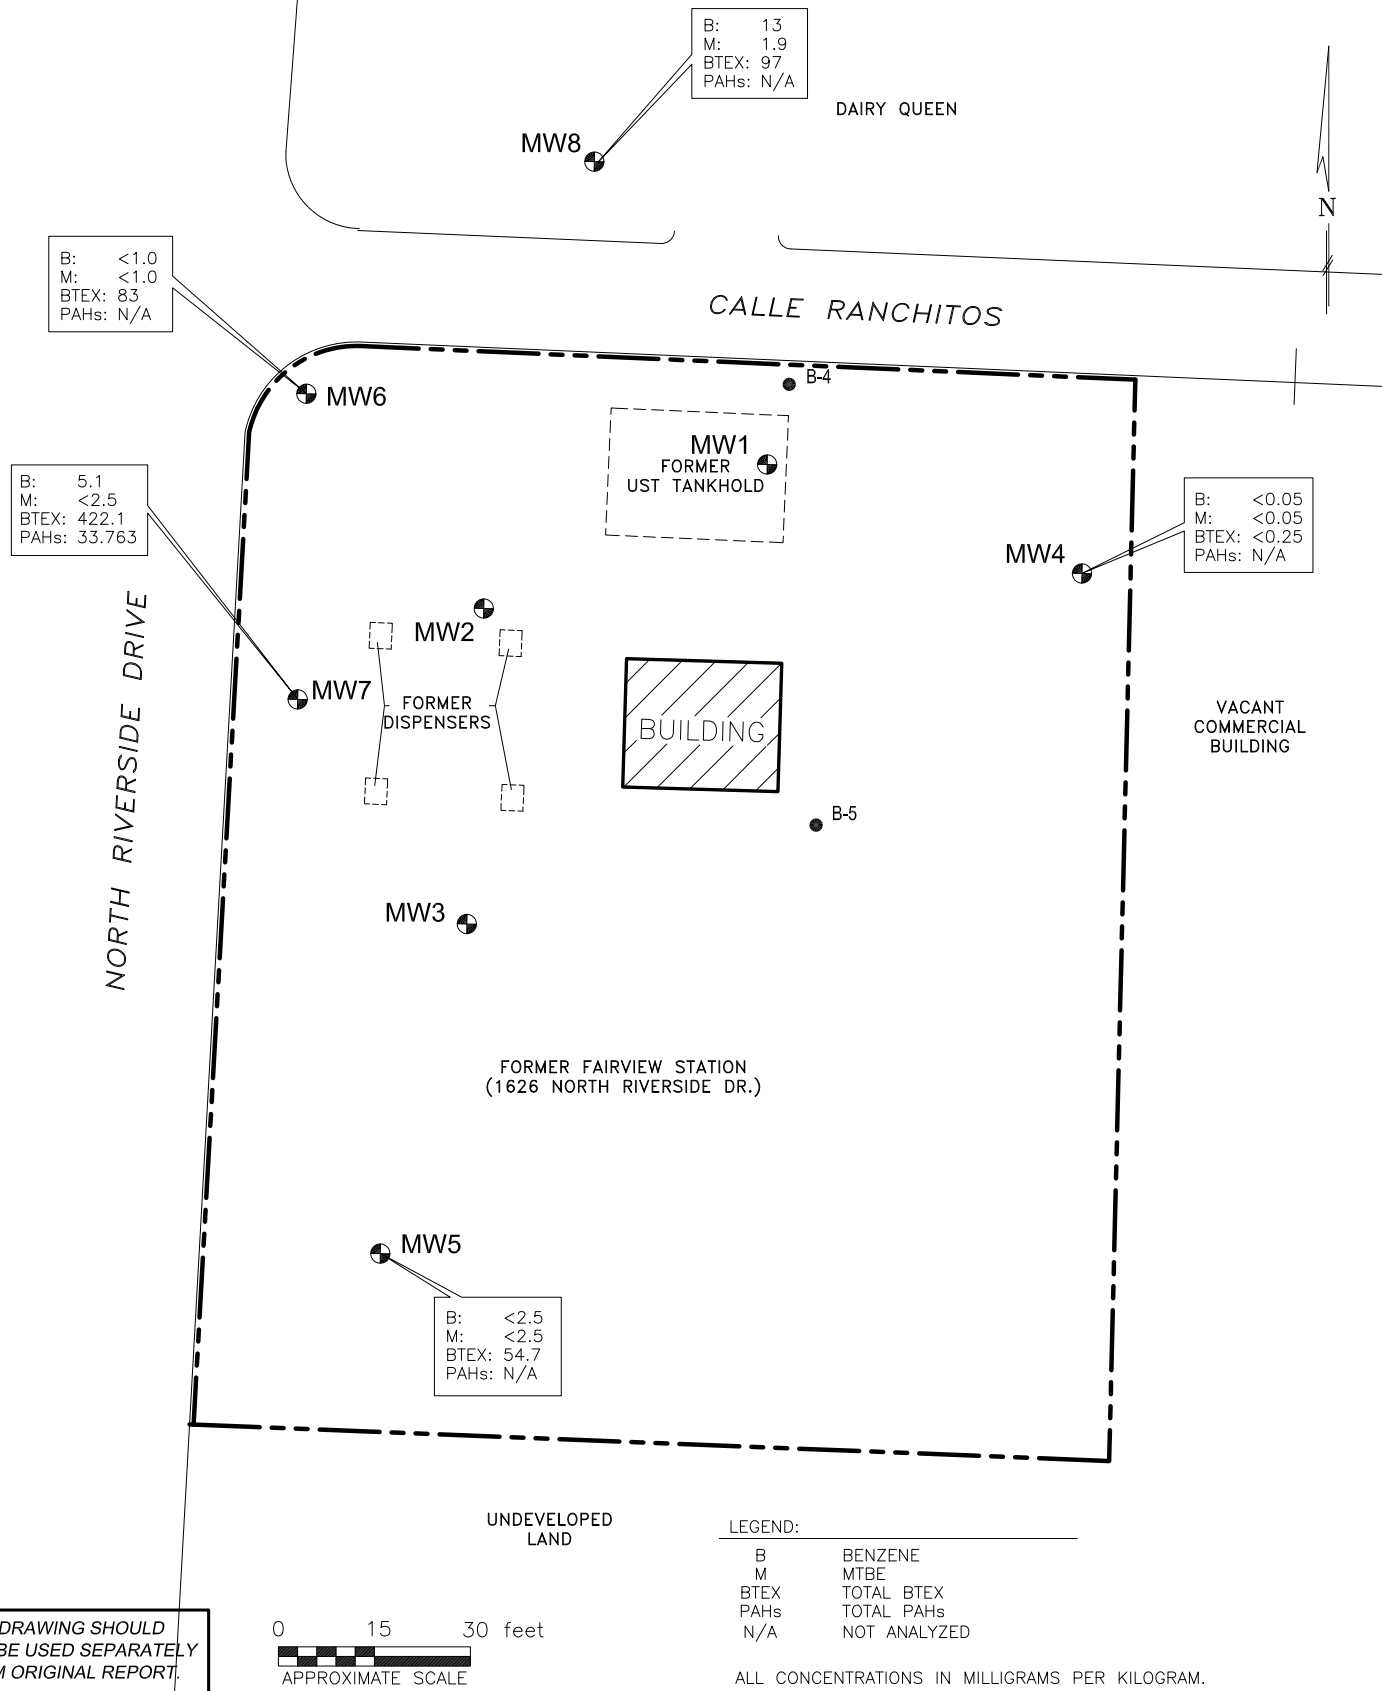 B: 13
M: 1.9
BTEX: 97
PAHs: N/A
DAIRY QUEEN
MW8
N
B: <1.0
M: <1.0
BTEX: 83
PAHs: N/A
CALLE RANCHITOS
B-4
MW6
MW1
FORMER
UST TANKHOLD
B: 5.1
M: <2.5
BTEX: 422.1
PAHs: 33.763
B: <0.05
M: <0.05
BTEX: <0.25
PAHs: N/A
MW4
MW2
MW7
FORMER
DISPENSERS
BUILDING
VACANT
COMMERCIAL
BUILDING
NORTH RIVERSIDE DRIVE
B-5
MW3
FORMER FAIRVIEW STATION
(1626 NORTH RIVERSIDE DR.)
MW5
B: <2.5
M: <2.5
BTEX: 54.7
PAHs: N/A
UNDEVELOPED
LAND
LEGEND:
B BENZENE
M MTBE
BTEX TOTAL BTEX
PAHs TOTAL PAHs
N/A NOT ANALYZED
DRAWING SHOULD
BE USED SEPARATELY
M ORIGINAL REPORT.
0 15 30 feet
APPROXIMATE SCALE
ALL CONCENTRATIONS IN MILLIGRAMS PER KILOGRAM.